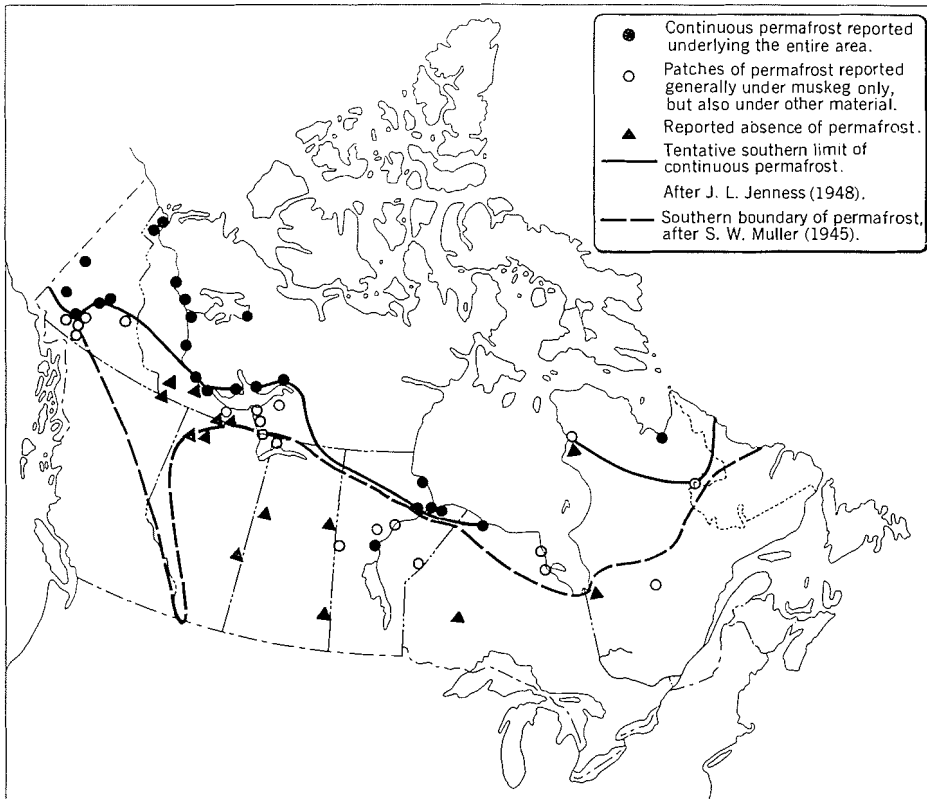 Continuous permafrost reported
underlying the entire area.
Patches of permafrost reported
generally under muskeg only,
but also under other material.
Reported absence of permafrost.
Tentative southern limit of
continuous permafrost.
After J. L. Jenness (1948).
Southern boundary of permafrost,
after S. W. Muller (1945).